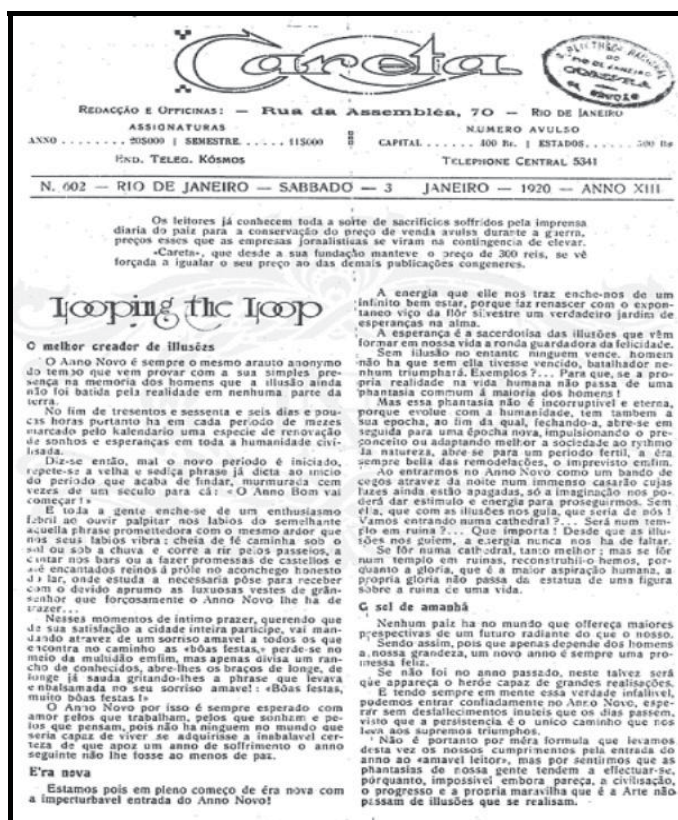 Careta
REDACÇÃO E OFFICINAS: — Rua da Assembléa, 70 — RIO DE JANEIRO
ASSIGNATURAS
ANNO ........ 20$000 | SEMESTRE...... 11$000
END. TELEG. KÓSMOS
NUMERO AVULSO
CAPITAL ...... 400 Rs. | ESTADOS....... 500 Rs
TELEPHONE CENTRAL 5341
N. 602 — RIO DE JANEIRO — SABBADO — 3 JANEIRO — 1920 — ANNO XIII
Os leitores já conhecem toda a sorte de sacrificios soffridos pela imprensa
diaria do paiz para a conservação do preço de venda avulsa durante a guerra,
preços esses que as empresas jornalisticas se viram na contingencia de elevar.
«Careta», que desde a sua fundação manteve o preço de 300 reis, se vê
forçada a igualar o seu preço ao das demais publicações congeneres.
Looping the Loop
O melhor creador de illusões
O Anno Novo é sempre o mesmo arauto anonymo
do tempo que vem provar com a sua simples pre-
sença na memoria dos homens que a illusão ainda
não foi batida pela realidade em nenhuma parte da
terra.
No fim de tresentos e sessenta e seis dias e pou-
cas horas portanto ha em cada periodo de mezes
marcado pelo kalendario uma especie de renovação
de sonhos e esperanças em toda a humanidade civi-
lisada.
Diz-se então, mal o novo periodo é iniciado,
repete-se a velha e sediça phrase já dicta ao inicio
do periodo que acaba de findar, murmurada cem
vezes de um seculo para cá: «O Anno Bom vai
começar!»
E toda a gente enche-se de um enthusiasmo
febril ao ouvir palpitar nos labios do semelhante
aquella phrase promettedora com o mesmo ardor que
nos seus labios vibra; cheia de fé caminha sob o
sol ou sob a chuva e corre a rir pelos passeios, a
cantar nos bars ou a fazer promessas de castellos e
até encantados reinos á próle no aconchego honesto
do lar, onde estuda a necessaria pôse para receber
com o devido aprumo as luxuosas vestes de grão-
senhor que forçosamente o Anno Novo lhe ha de
trazer...
Nesses momentos de intimo prazer, querendo que
de sua satisfação a cidade inteira participe, vai man-
dando atravez de um sorriso amavel a todos os que
encontra no caminho as «bôas festas,» perde-se no
meio da multidão emfim, mas apenas divisa um ran-
cho de conhecidos, abre-lhes os braços de longe, de
longe já sauda gritando-lhes a phrase que levava
embalsamada no seu sorriso amavel: «Bôas festas,
muito bôas festas!»
O Anno Novo por isso é sempre esperado com
amor pelos que trabalham, pelos que sonham e pe-
los que pensam, pois não ha ninguem no mundo que
seria capaz de viver se adquirisse a inabalavel cer-
teza de que apoz um anno de soffrimento o anno
seguinte não lhe fosse ao menos de paz.
E'ra nova
Estamos pois em pleno começo de éra nova com
a imperturbavel entrada do Anno Novo!
A energia que elle nos traz enche-nos de um
infinito bem estar, porque faz renascer com o expon-
taneo viço da flôr silvestre um verdadeiro jardim de
esperanças na alma.
A esperança é a sacerdotisa das illusões que vêm
formar em nossa vida a ronda guardadora da felicidade.
Sem illusão no entanto ninguem vence, homem
não ha que sem ella tivesse vencido, batalhador ne-
nhum triumphará. Exemplos?... Para que, se a pro-
pria realidade na vida humana não passa de uma
phantasia commum á maioria dos homens!
Mas essa phantasia não é incorruptivel e eterna,
porque evolue com a humanidade, tem tambem a
sua epocha, ao fim da qual, fechando-a, abre-se em
seguida para uma épocha nova, impulsionando o pre-
conceito ou adaptando melhor a sociedade ao rythmo
da natureza, abre-se para um periodo fertil, a éra
sempre bella das remodelações, o imprevisto emfim.
Ao entrarmos no Anno Novo como um bando de
cegos atravez da noite num immenso casarão cujas
luzes ainda estão apagadas, só a imaginação nos po-
derá dar estimulo e energia para proseguirmos. Sem
ella, que com as illusões nos guia, que seria de nós!
Vamos entrando numa cathedral?... Será num tem-
plo em ruina?... Que importa! Desde que as illu-
sões nos guiem a energia nunca nos ha de faltar.
Se fôr numa cathedral, tanto melhor; mas se fôr
num templo em ruinas, reconstruhil-o hemos, por-
quanto a gloria, que é a maior aspiração humana, a
propria gloria não passa da estatua de uma figura
sobre a ruina de uma vida.
O sol de amanhã
Nenhum paiz ha no mundo que offereça maiores
prespectivas de um futuro radiante do que o nosso.
Sendo assim, pois que apenas depende dos homens
a nossa grandeza, um novo anno é sempre uma pro-
messa feliz.
Se não foi no anno passado, neste talvez será
que appareça o heróe capaz de grandes realisações.
E tendo sempre em mente essa verdade infallivel,
podemos entrar confiadamente no Anno Novo, espe-
rar sem desfallecimentos inuteis que os dias passem,
visto que a persistencia é o unico caminho que nos
leva aos supremos triumphos.
Não é portanto por méra formula que levamos
desta vez os nossos cumprimentos pela entrada do
anno ao «amavel leitor», mas por sentirmos que as
phantasias de nossa gente tendem a effectuar-se,
porquanto, impossivel embora pareça, a civilisação,
o progresso e a propria maravilha que é a Arte não
passam de illusões que se realisam.